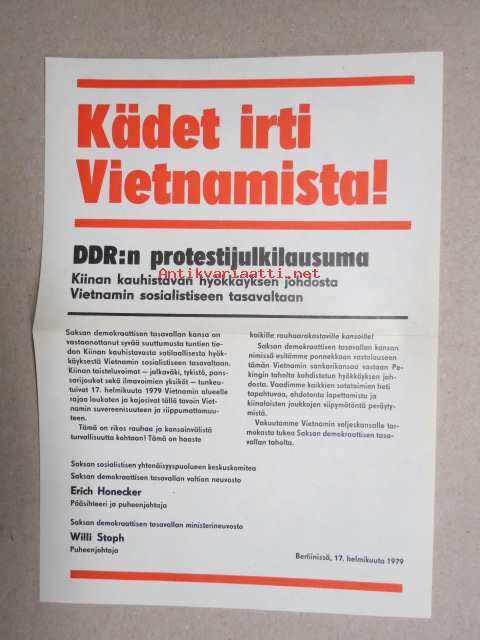 Kädet irti
Vietnamista!
DDR:n protestijulkilausuma
Kiinan kauhistavan hyökkäyksen johdosta
Vietnamin sosialistiseen tasavaltaan
Antikvariaatti.net
Saksan demokraattisen tasavallan kansa on
vastaanottanut syvää suuttumusta tuntien tie-
don Kiinan kauhistavasta sotilaallisesta hyök-
käyksestä Vietnamin sosialistiseen tasavaltaan.
Kiinan taisteluvoimat — jalkaväki, tykistö, pans-
sarijoukot sekä ilmavoimien yksiköt — tunkeu-
tuivat 17. helmikuuta 1979 Vietnamin alueelle
rajaa loukaten ja kajosivat tällä tavoin Viet-
namin suvereenisuuteen ja riippumattomuu-
teen.
Tämä on rikos rauhaa ja kansainvälistä
turvallisuutta kohtaan! Tämä on haaste
kaikille rauhaarakastaville kansoille!
Saksan demokraattisen tasavallan kansan
nimissä esitämme ponnekkaan vastalauseen
tämän Vietnamin sankarikansaa vastaan Pe-
kingin taholta kohdistetun hyökkäyksen joh-
dosta. Vaadimme kaikkien sotatoimien heti
tapahtuvaa, ehdotonta lopettamista ja
kiinalaisten joukkojen viipymätöntä peräyty-
mistä.
Vakuutamme Vietnamin veljeskansalle tar-
mokasta tukea Saksan demokraattisen tasa-
vallan taholta.
Saksan sosialistisen yhtenäisyyspuolueen keskuskomitea
Saksan demokraattisen tasavallan valtion neuvosto
Erich Honecker
Pääsihteeri ja puheenjohtaja
Saksan demokraattisen tasavallan ministerineuvosto
Willi Stoph
Puheenjohtaja
Berliinissä, 17. helmikuuta 1979